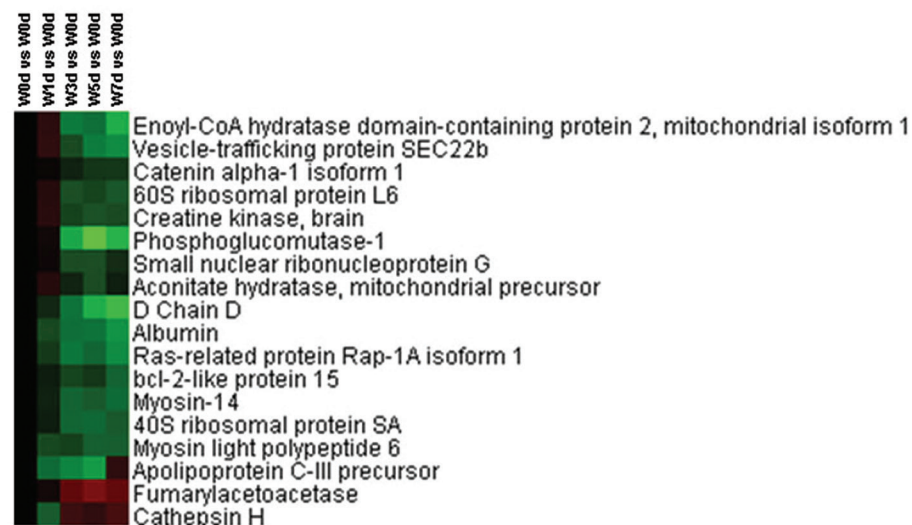 W0d vs W0d
W1d vs W0d
W3d vs W0d
W5d vs W0d
W7d vs W0d
Enoyl-CoA hydratase domain-containing protein 2, mitochondrial isoform 1
Vesicle-trafficking protein SEC22b
Catenin alpha-1 isoform 1
60S ribosomal protein L6
Creatine kinase, brain
Phosphoglucomutase-1
Small nuclear ribonucleoprotein G
Aconitate hydratase, mitochondrial precursor
D Chain D
Albumin
Ras-related protein Rap-1A isoform 1
bcl-2-like protein 15
Myosin-14
40S ribosomal protein SA
Myosin light polypeptide 6
Apolipoprotein C-III precursor
Fumarylacetoacetase
Cathepsin H